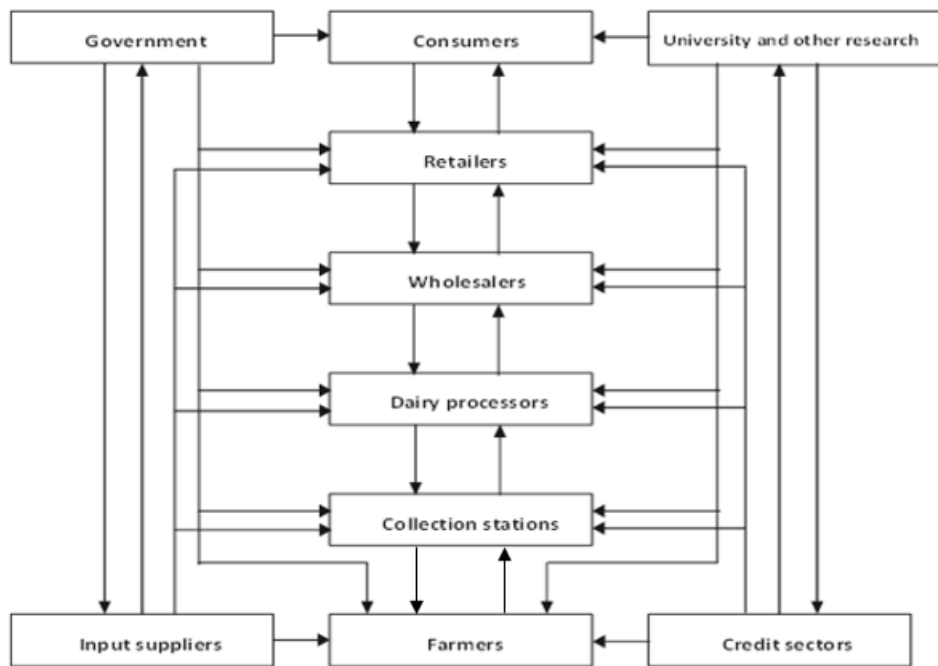 Government
Consumers
University and other research
Retailers
Wholesalers
Dairy processors
Collection stations
Input suppliers
Farmers
Credit sectors